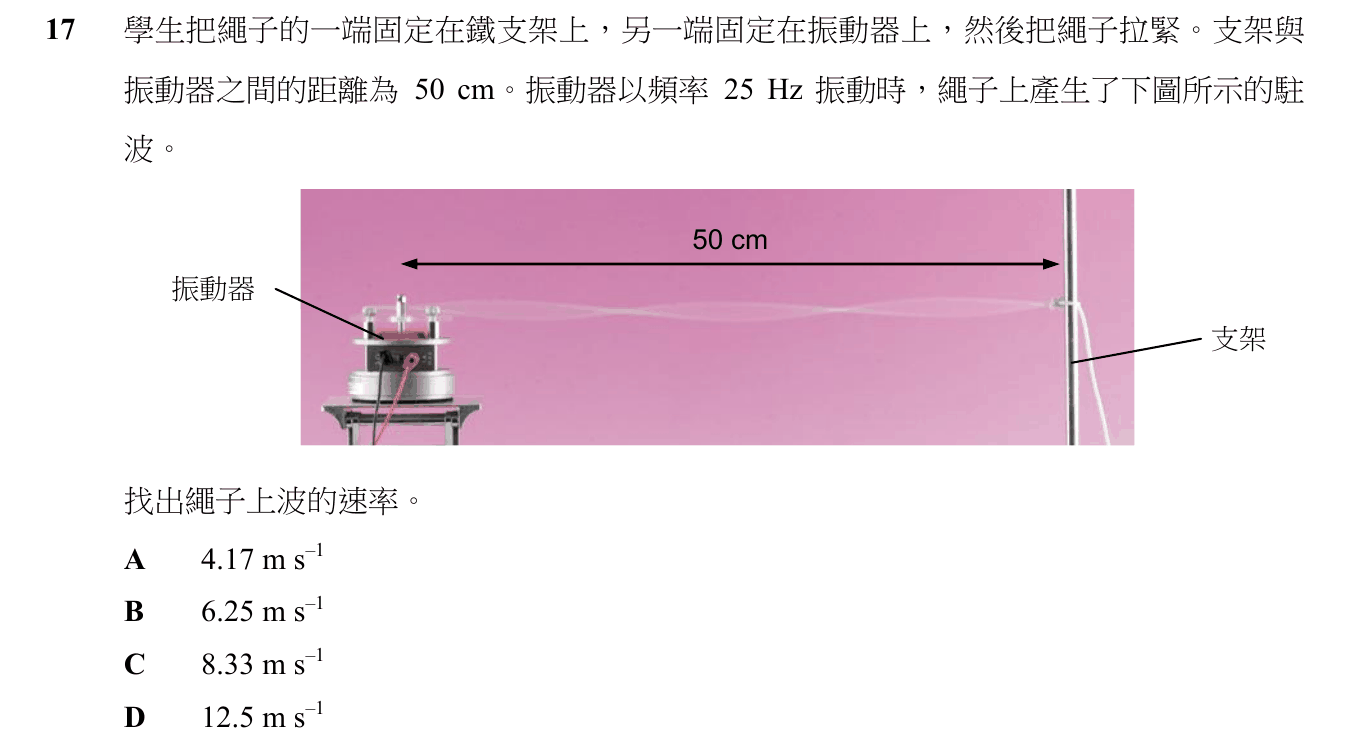 17 學生把繩子的一端固定在鐵支架上，另一端固定在振動器上，然後把繩子拉緊。支架與
振動器之間的距離為 50 cm。振動器以頻率 25 Hz 振動時，繩子上產生了下圖所示的駐
波。
50 cm
振動器
支架
找出繩子上波的速率。
A 4.17 m s⁻¹
B 6.25 m s⁻¹
C 8.33 m s⁻¹
D 12.5 m s⁻¹